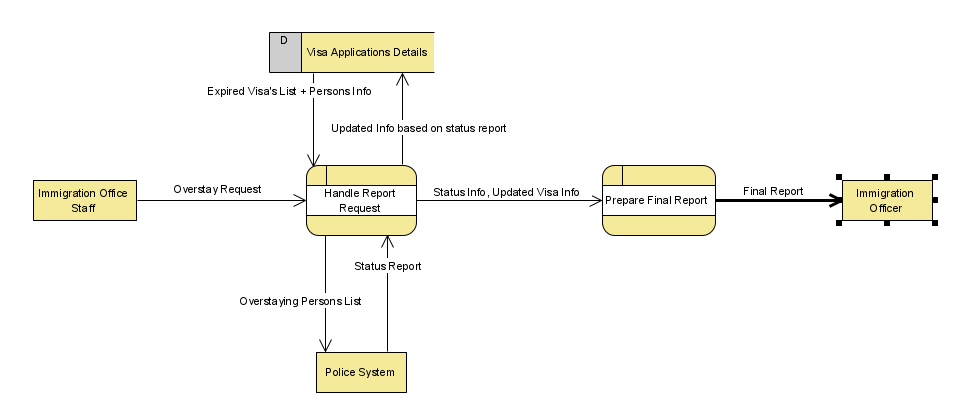 D
Visa Applications Details
Expired Visa's List + Persons Info
Updated Info based on status report
Immigration Office
Staff
Overstay Request
Handle Report
Request
Status Info, Updated Visa Info
Prepare Final Report
Final Report
Immigration
Officer
Status Report
Overstaying Persons List
Police System